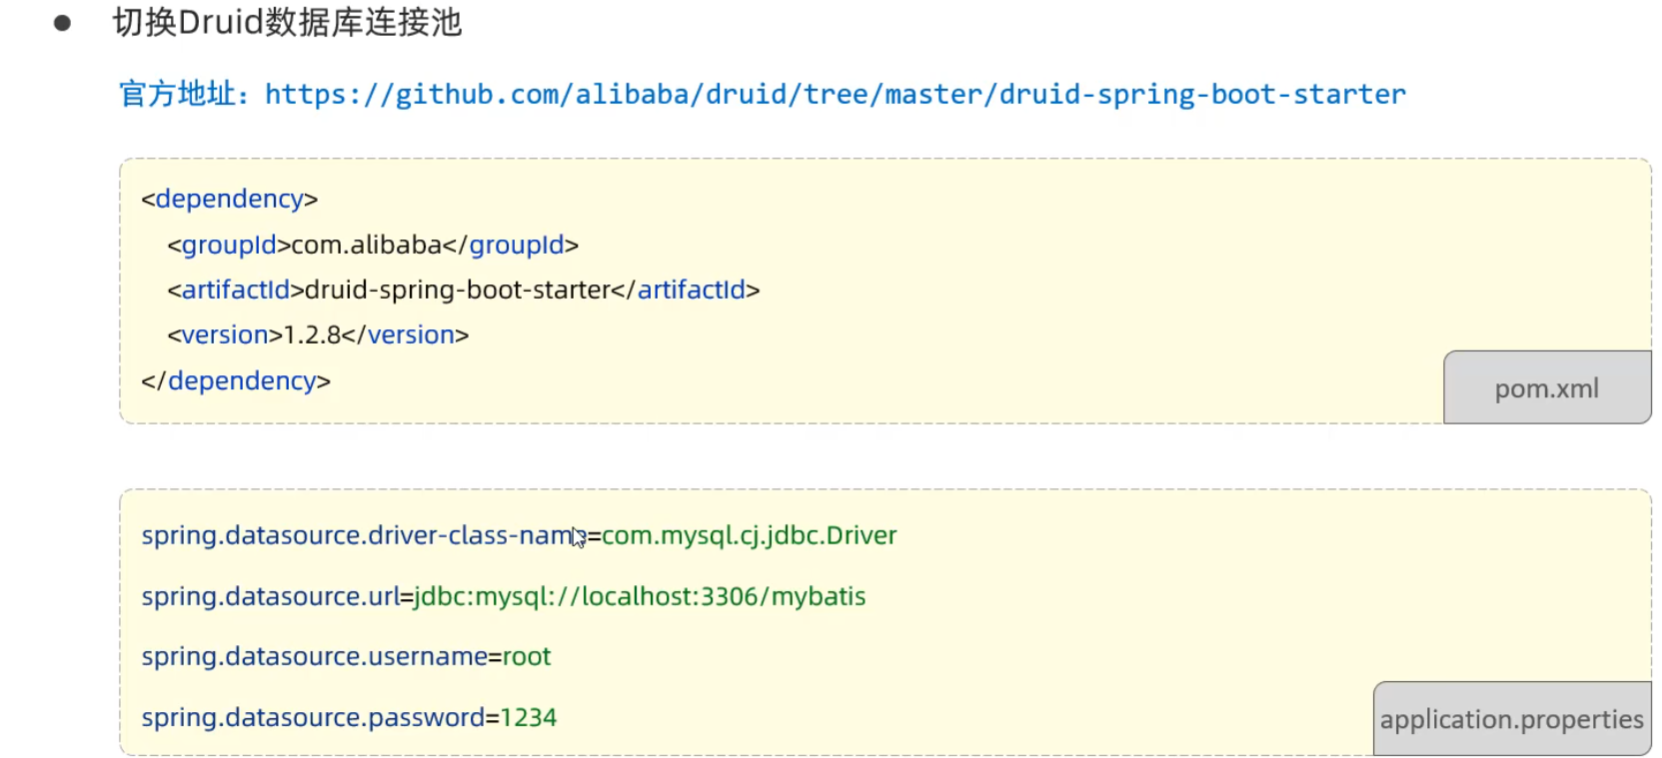 ● 切换Druid数据库连接池
官方地址：https://github.com/alibaba/druid/tree/master/druid-spring-boot-starter
<dependency>
<groupId>com.alibaba</groupId>
<artifactId>druid-spring-boot-starter</artifactId>
<version>1.2.8</version>
</dependency>
pom.xml
spring.datasource.driver-class-name=com.mysql.cj.jdbc.Driver
spring.datasource.url=jdbc:mysql://localhost:3306/mybatis
spring.datasource.username=root
spring.datasource.password=1234
application.properties